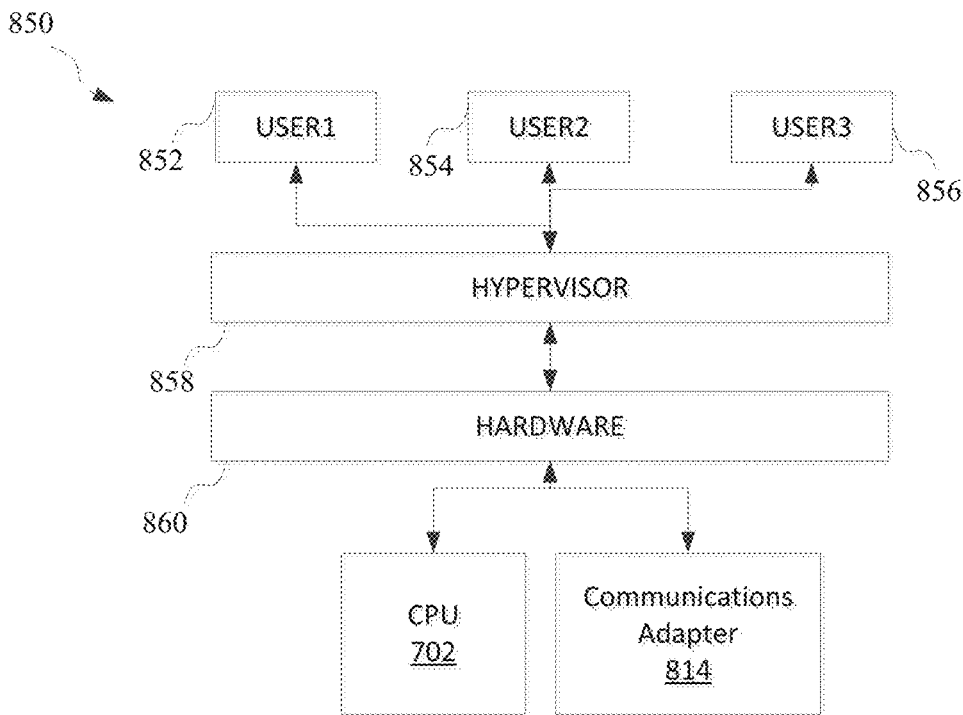 850
USER1
USER2
USER3
852
854
856
HYPERVISOR
858
HARDWARE
860
CPU
702
Communications
Adapter
814